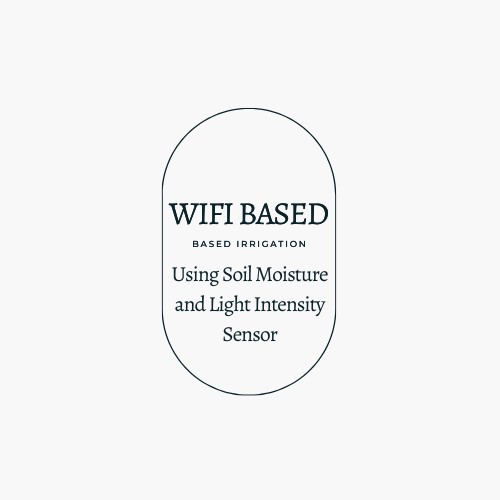 WIFI BASED
BASED IRRIGATION
Using Soil Moisture
and Light Intensity
Sensor